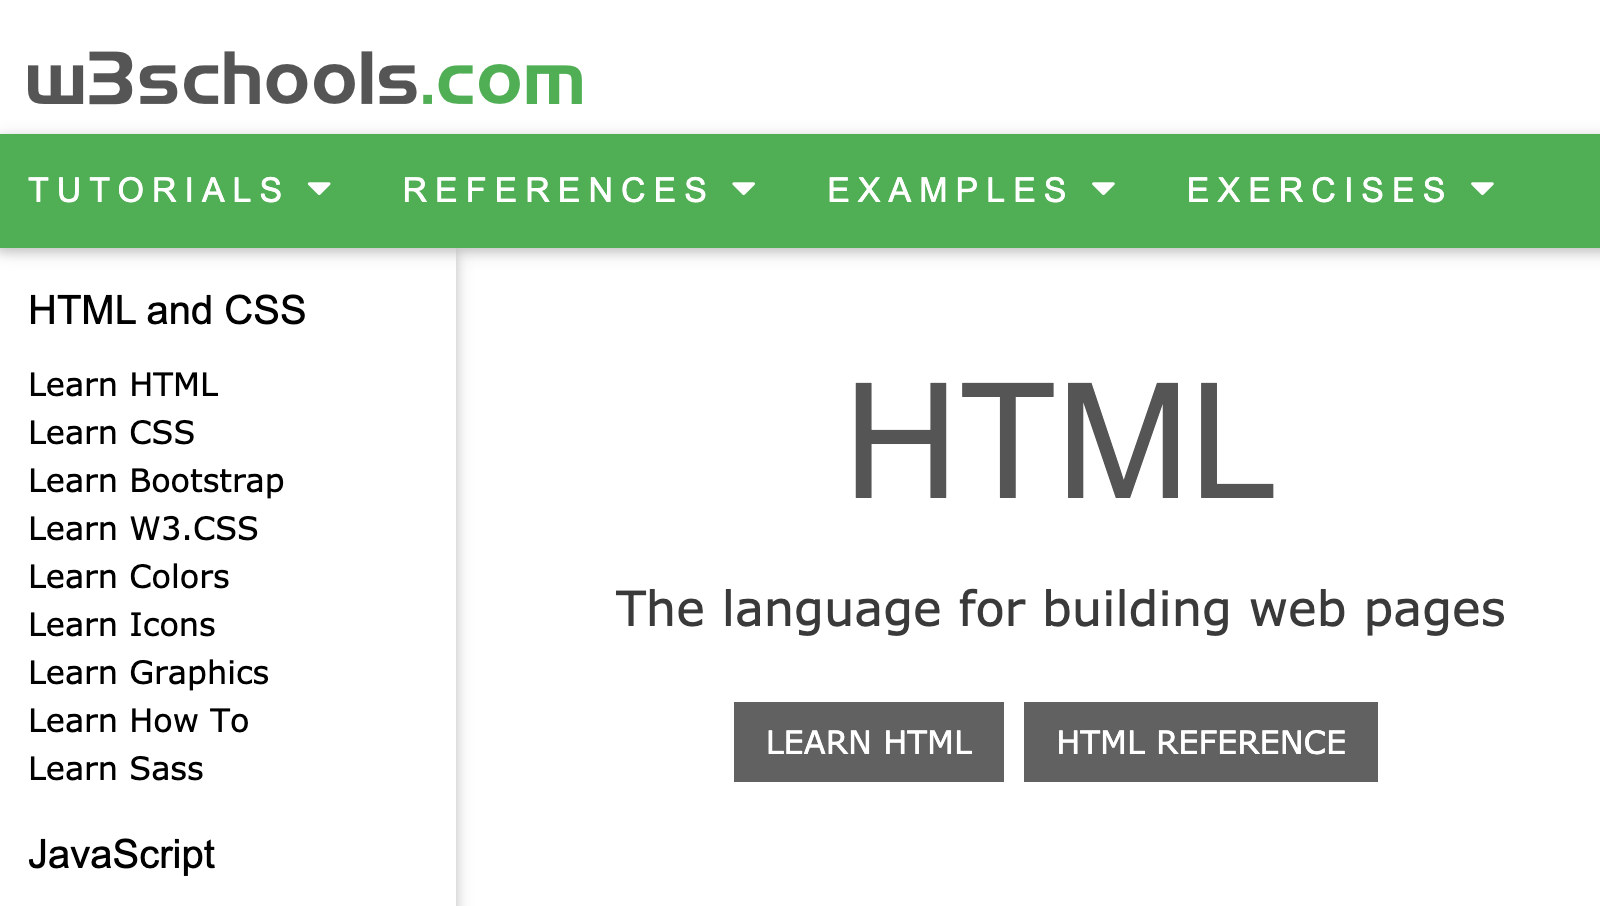 w3schools.com
TUTORIALS REFERENCES EXAMPLES EXERCISES
HTML and CSS
Learn HTML
Learn CSS
Learn Bootstrap
Learn W3.CSS
Learn Colors
Learn Icons
Learn Graphics
Learn How To
Learn Sass
JavaScript
HTML
The language for building web pages
LEARN HTML HTML REFERENCE